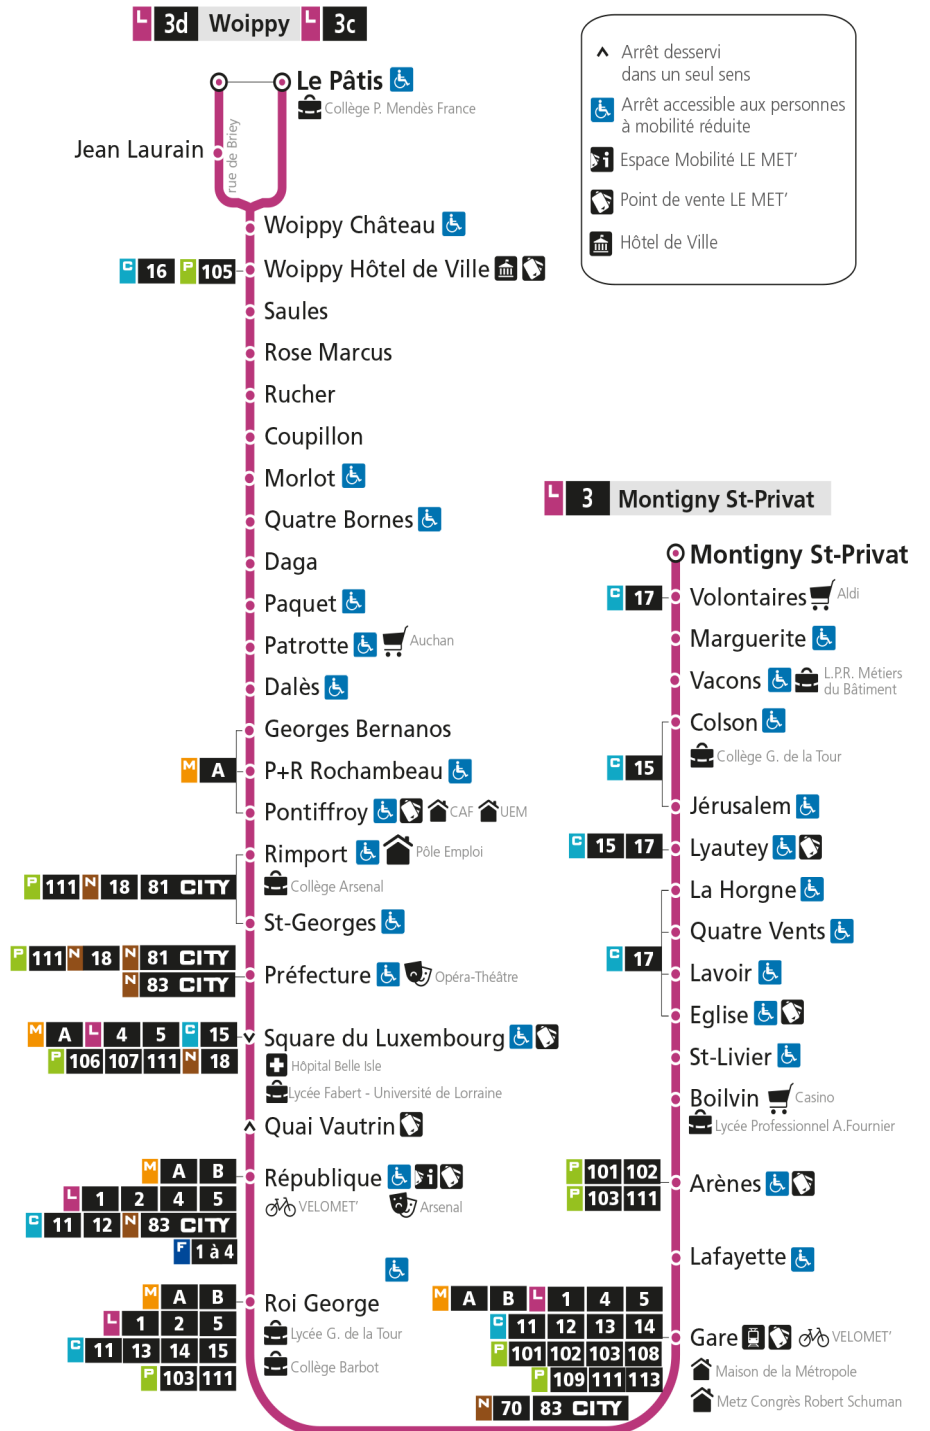 L 3d Woippy L 3c
Le Pâtis
Collège P. Mendès France
rue de Briey
Jean Laurain
Woippy Château
C 16 P 105 Woippy Hôtel de Ville
Saules
Rose Marcus
Rucher
Coupillon
Morlot
Quatre Bornes
Daga
Paquet
Patrotte Auchan
Dalès
Georges Bernanos
M A P+R Rochambeau
Pontiffroy CAF UEM
Rimport Pôle Emploi
P 111 N 18 81 CITY Collège Arsenal
St-Georges
P 111 N 18 N 81 CITY
N 83 CITY
Préfecture Opéra-Théâtre
M A L 4 5 C 15 Square du Luxembourg
P 106 107 111 N 18 Hôpital Belle Isle
Lycée Fabert - Université de Lorraine
Quai Vautrin
M A B République
L 1 2 4 5 VELOMET' Arsenal
C 11 12 N 83 CITY
F 1 à 4
M A B Roi George
L 1 2 5 Lycée G. de la Tour
C 11 13 14 15 Collège Barbot
P 103 111
Arrêt desservi
dans un seul sens
Arrêt accessible aux personnes
à mobilité réduite
i Espace Mobilité LE MET'
Point de vente LE MET'
Hôtel de Ville
L 3 Montigny St-Privat
Montigny St-Privat
C 17 Volontaires Aldi
Marguerite
Vacons L.P.R. Métiers
du Bâtiment
Colson
Collège G. de la Tour
C 15
Jérusalem
C 15 17 Lyautey
La Horgne
Quatre Vents
C 17
Lavoir
Eglise
St-Livier
Boilvin Casino
Lycée Professionnel A.Fournier
P 101 102
P 103 111
Arènes
Lafayette
M A B L 1 4 5
C 11 12 13 14
Gare VELOMET'
P 101 102 103 108
Maison de la Métropole
P 109 111 113
Metz Congrès Robert Schuman
N 70 83 CITY